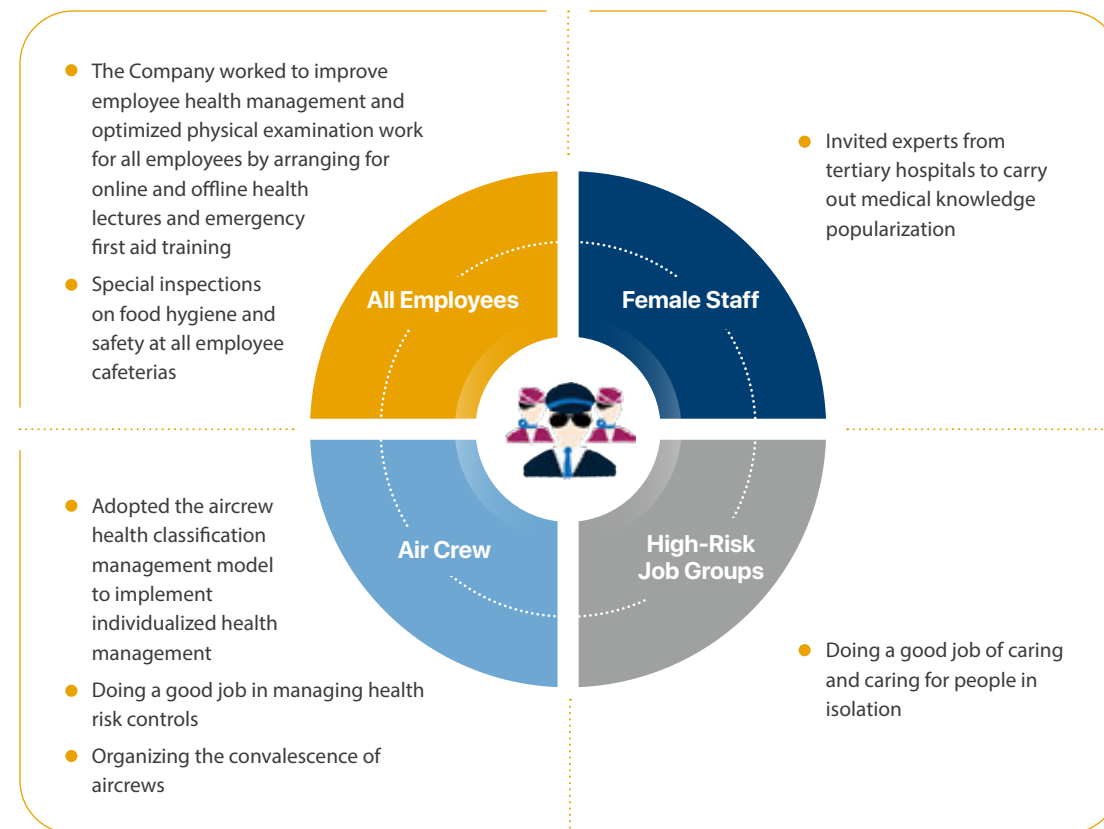 The Company worked to improve
employee health management and
optimized physical examination work
for all employees by arranging for
online and offline health
lectures and emergency
first aid training
Special inspections
on food hygiene and
safety at all employee
cafeterias
All Employees
Invited experts from
tertiary hospitals to carry
out medical knowledge
popularization
Female Staff
Adopted the aircrew
health classification
management model
to implement
individualized health
management
Doing a good job in managing health
risk controls
Organizing the convalescence of
aircrews
Air Crew
High-Risk
Job Groups
Doing a good job of caring
and caring for people in
isolation